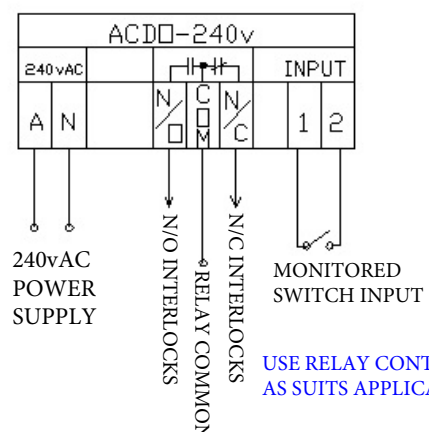 ACDO-240v
240vAC
INPUT
A
N
N/O
COM
N/C
1
2
240vAC
POWER
SUPPLY
N/O INTERLOCKS
RELAY COMMON
N/C INTERLOCKS
MONITORED
SWITCH INPUT
USE RELAY CONT
AS SUITS APPLICA